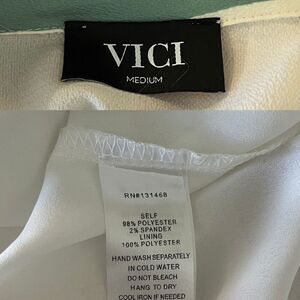 VICI
MEDIUM
RN#131468
SELF
98% POLYESTER
2% SPANDEX
LINING
100% POLYESTER
HAND WASH SEPARATELY
IN COLD WATER
DO NOT BLEACH
HANG TO DRY
COOL IRON IF NEEDED